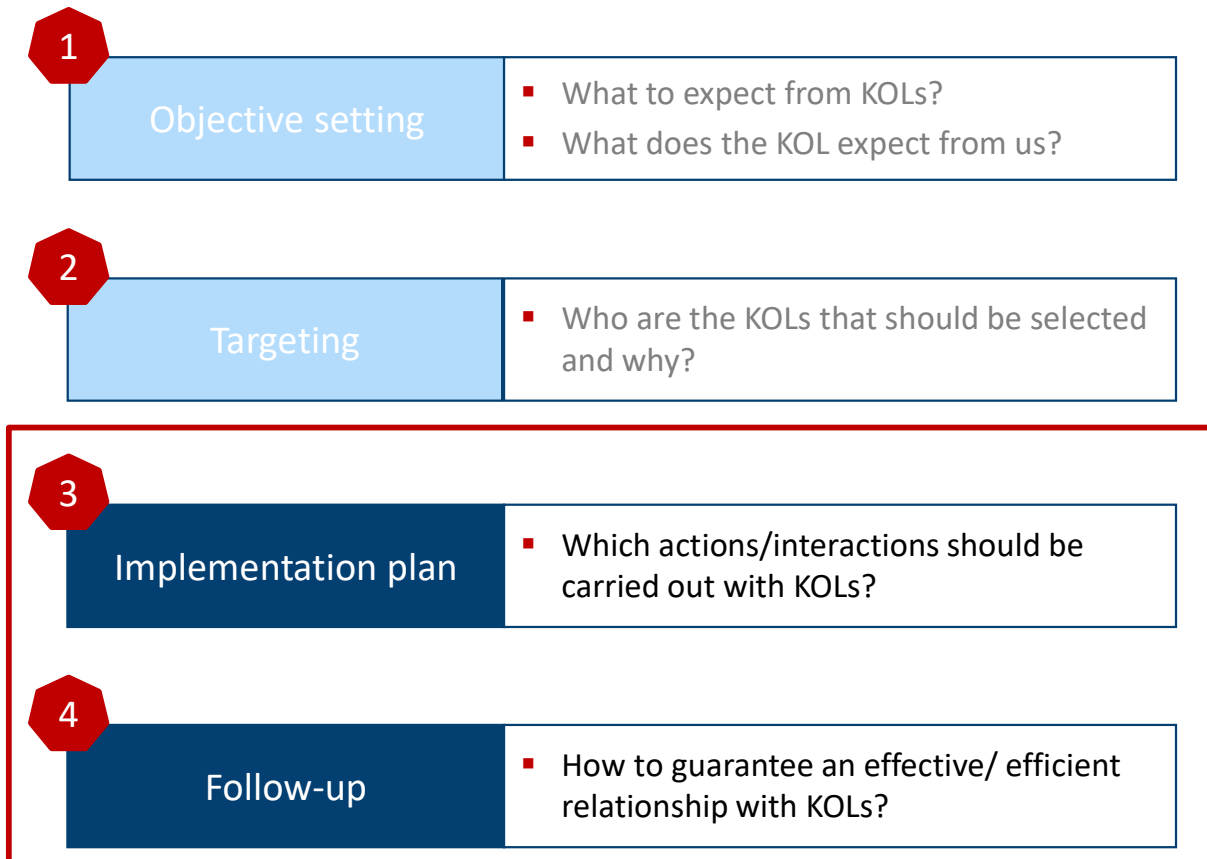 1
Objective setting
▪ What to expect from KOLs?
▪ What does the KOL expect from us?
2
Targeting
▪ Who are the KOLs that should be selected
and why?
3
Implementation plan
▪ Which actions/interactions should be
carried out with KOLs?
4
Follow-up
▪ How to guarantee an effective/ efficient
relationship with KOLs?